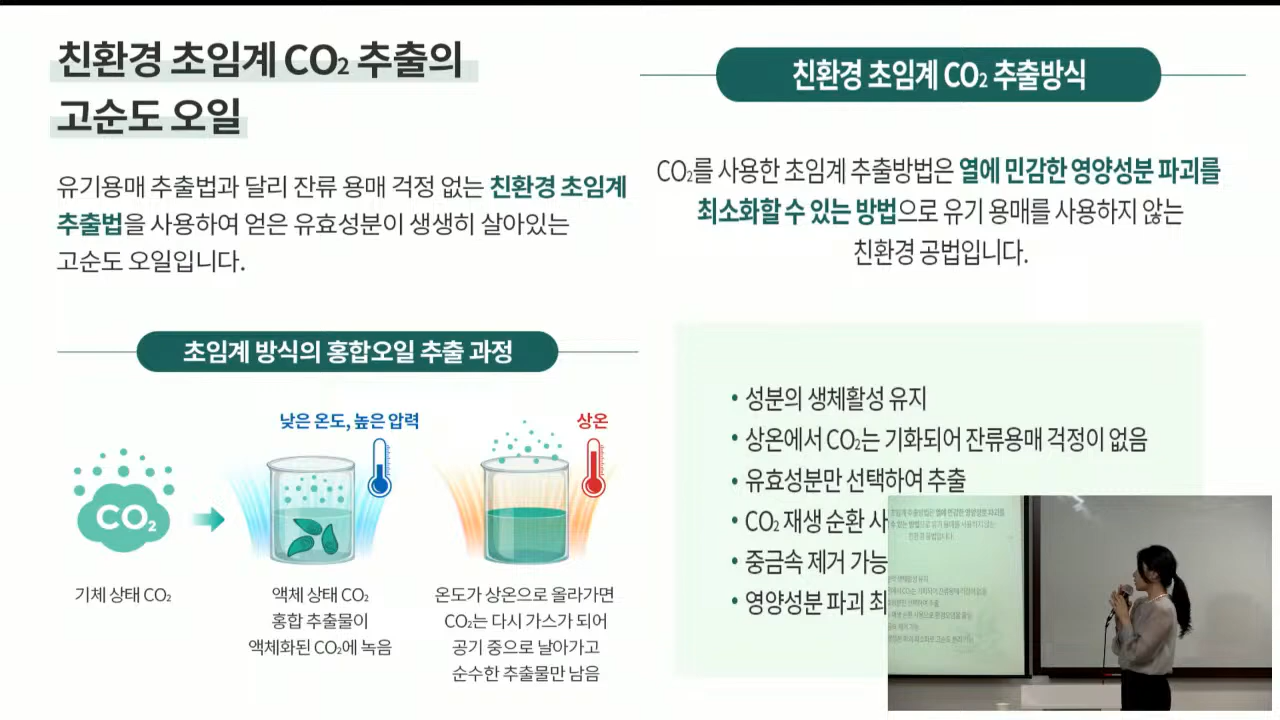 친환경 초임계 CO₂ 추출의
고순도 오일
유기용매 추출법과 달리 잔류 용매 걱정 없는 친환경 초임계
추출법을 사용하여 얻은 유효성분이 생생히 살아있는
고순도 오일입니다.
초임계 방식의 홍합오일 추출 과정
낮은 온도, 높은 압력
상온
CO₂
기체 상태 CO₂
액체 상태 CO₂
홍합 추출물이
액체화된 CO₂에 녹음
온도가 상온으로 올라가면
CO₂는 다시 가스가 되어
공기 중으로 날아가고
순수한 추출물만 남음
친환경 초임계 CO₂ 추출방식
CO₂를 사용한 초임계 추출방법은 열에 민감한 영양성분 파괴를
최소화할 수 있는 방법으로 유기 용매를 사용하지 않는
친환경 공법입니다.
• 성분의 생체활성 유지
• 상온에서 CO₂는 기화되어 잔류용매 걱정이 없음
• 유효성분만 선택하여 추출
• CO₂ 재생 순환 사
• 중금속 제거 가능
• 영양성분 파괴 최